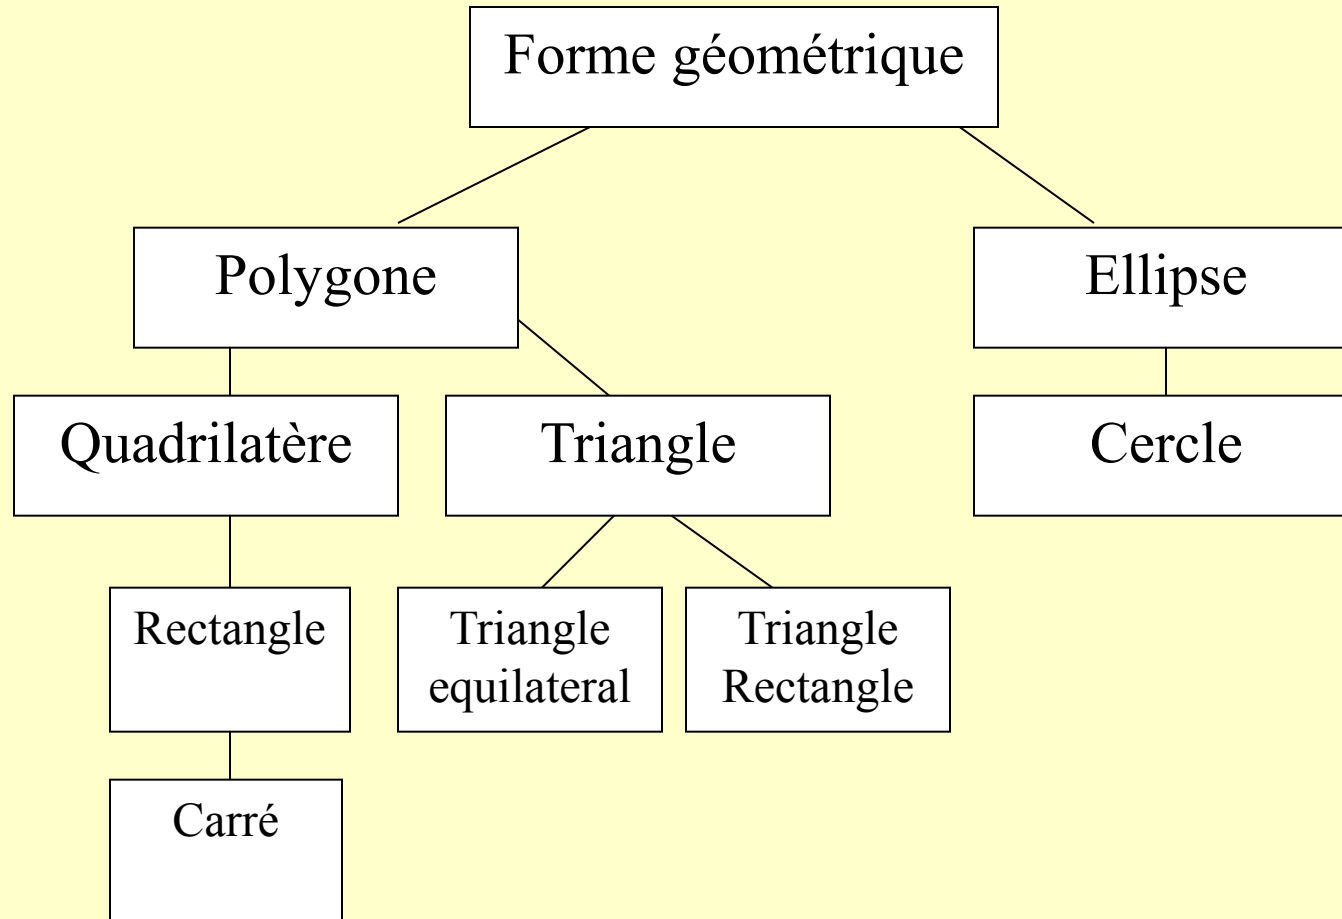 Forme géométrique
Polygone
Ellipse
Quadrilatère
Triangle
Cercle
Rectangle
Triangle
equilateral
Triangle
Rectangle
Carré